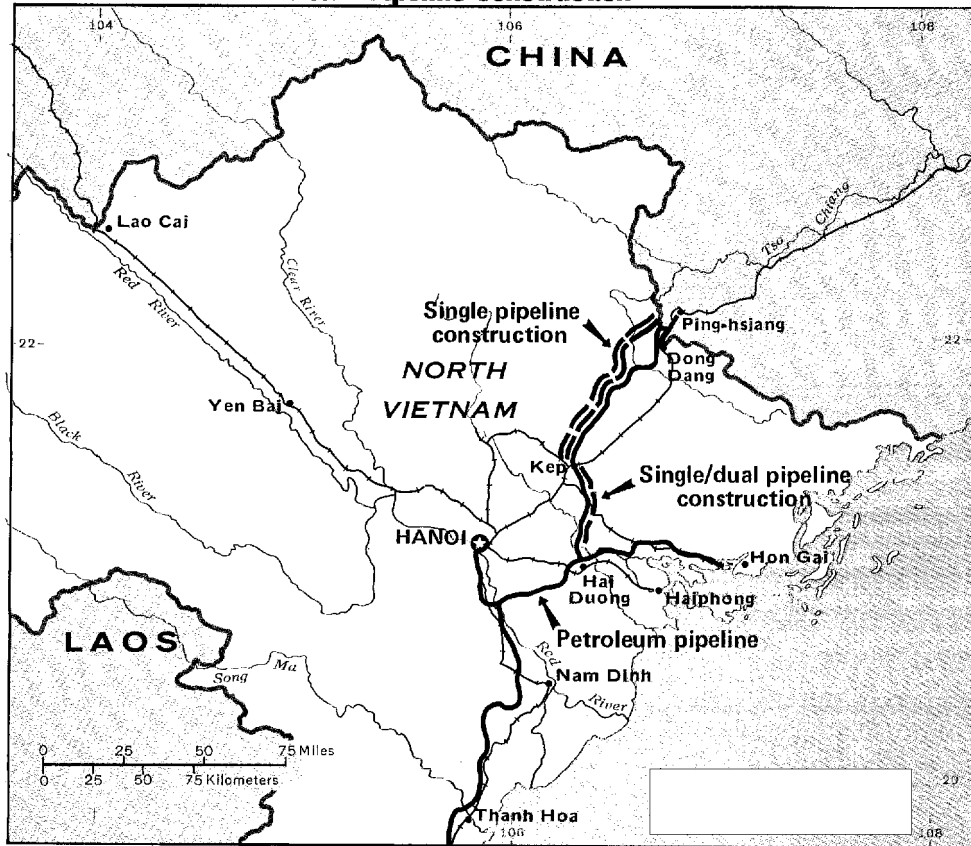 Pipeline construction
104
106
108
CHINA
Lao Cai
Red River
Clear River
Tso Chiang
Single pipeline
construction
Ping-hsiang
22
22
Dong
Dang
NORTH
VIETNAM
Yen Bai
Black
River
Kep
Single/dual pipeline
construction
HANOI
Hon Gai
Hai
Duong
Haiphong
Petroleum pipeline
LAOS
Song Ma
Red
River
Nam Dinh
0 25 50 75 Miles
0 25 50 75 Kilometers
20
Thanh Hoa
106
108